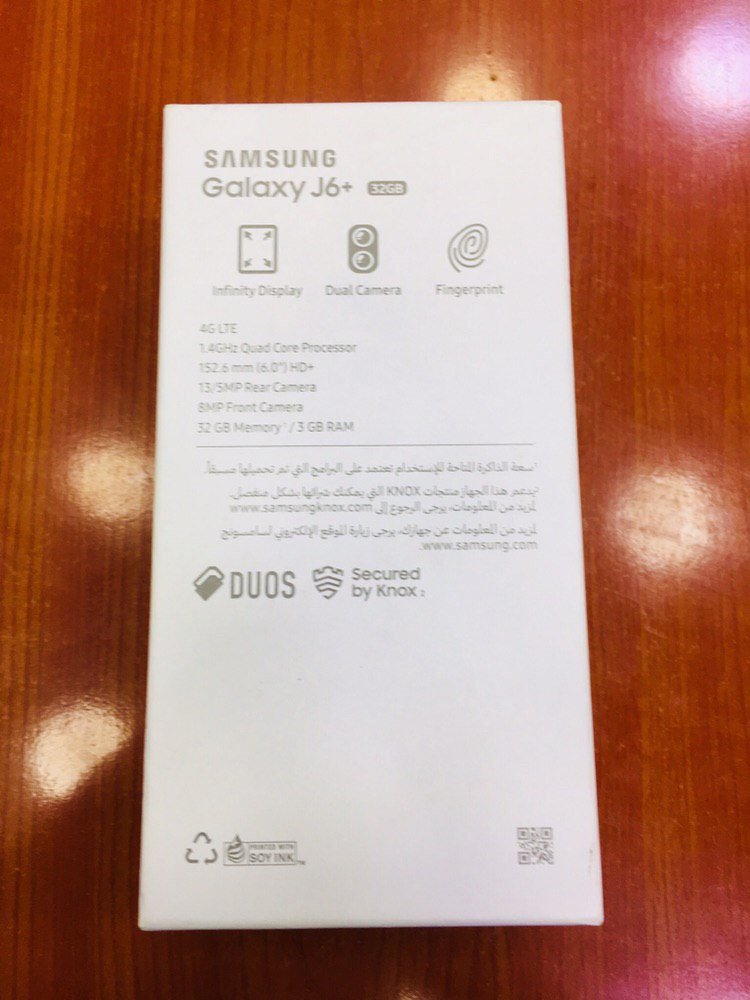 SAMSUNG
Galaxy J6+ 32GB
Infinity Display
Dual Camera
Fingerprint
4G LTE
1.4GHz Quad Core Processor
152.6 mm (6.0") HD+
13/5MP Rear Camera
8MP Front Camera
32 GB Memory¹ / 3 GB RAM
¹سعة الذاكرة المتاحة للإستخدام تعتمد على البرامج التي تم تحميلها مسبقاً.
²يدعم هذا الجهاز منتجات KNOX التي يمكنك شرائها بشكل منفصل.
لمزيد من المعلومات، يرجى الرجوع إلى www.samsungknox.com
لمزيد من المعلومات عن جهازك، يرجى زيارة الموقع الإلكتروني لسامسونج
www.samsung.com.
DUOS
Secured
by Knox 2
PRINTED WITH
SOY INK TM